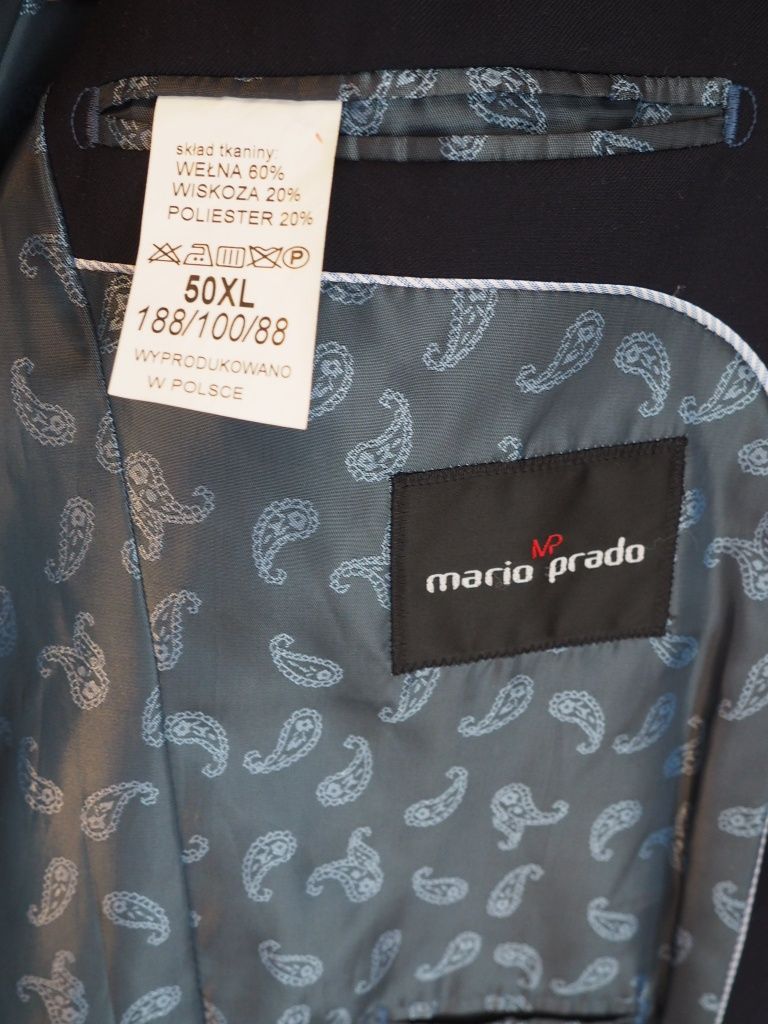 skład tkaniny:
WEŁNA 60%
WISKOZA 20%
POLIESTER 20%
P
50XL
188/100/88
WYPRODUKOWANO
W POLSCE
MP
mario prado